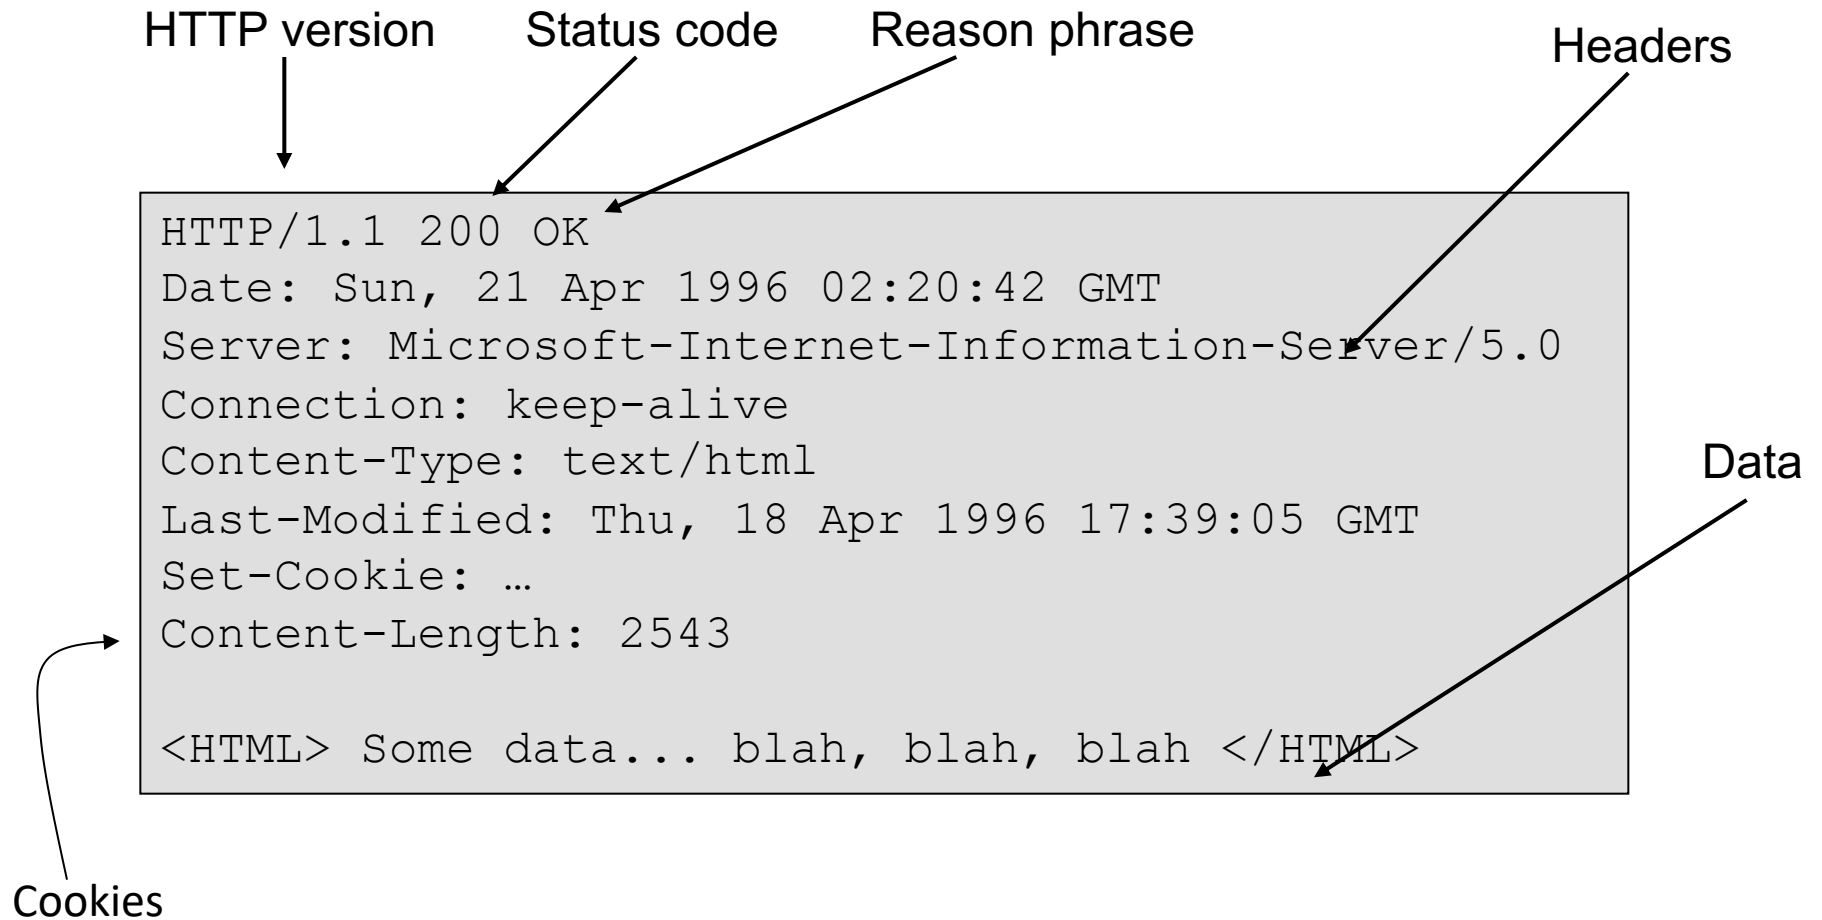 HTTP version Status code Reason phrase Headers
HTTP/1.1 200 OK
Date: Sun, 21 Apr 1996 02:20:42 GMT
Server: Microsoft-Internet-Information-Server/5.0
Connection: keep-alive
Content-Type: text/html
Data
Last-Modified: Thu, 18 Apr 1996 17:39:05 GMT
Set-Cookie: …
Content-Length: 2543
<HTML> Some data... blah, blah, blah </HTML>
Cookies